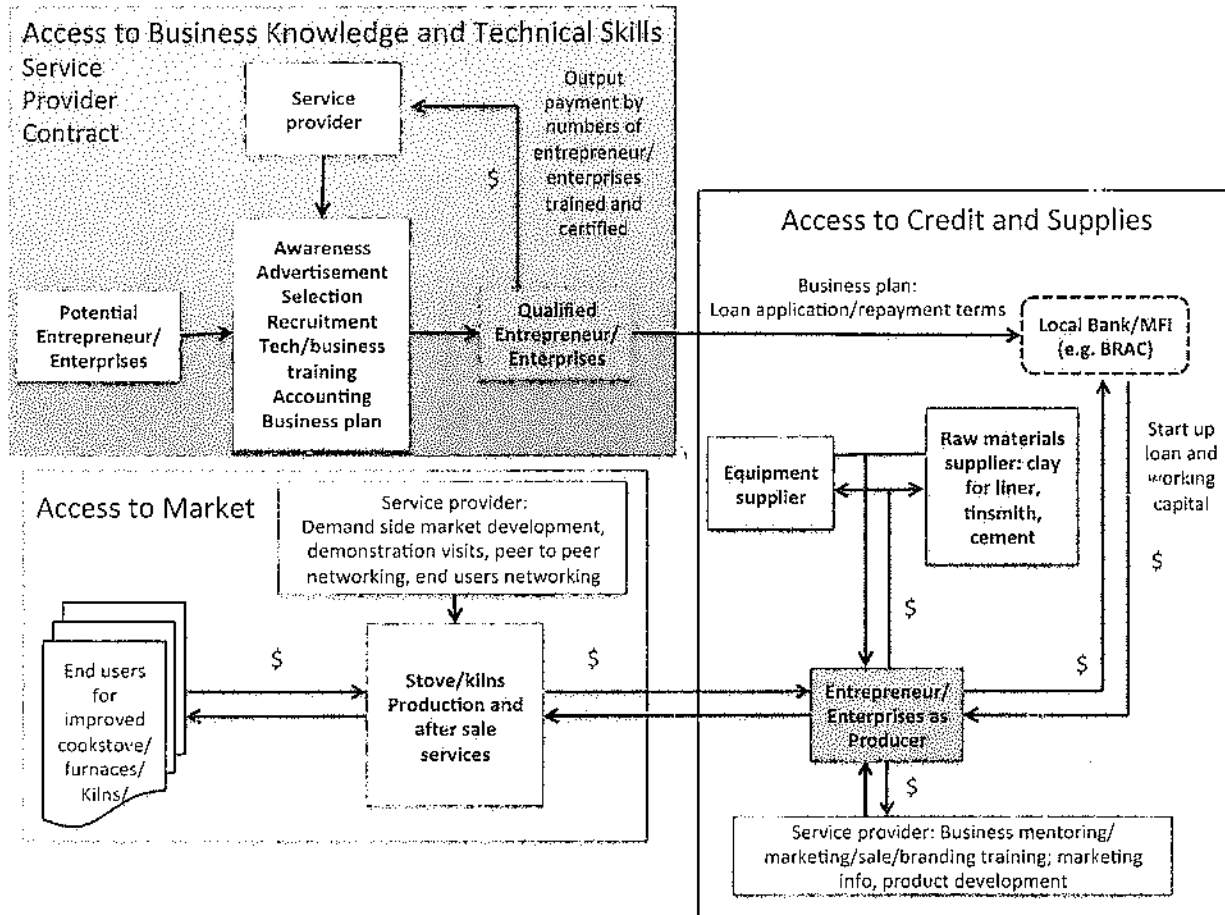 Access to Business Knowledge and Technical Skills
Service
Provider
Contract
Service
provider
Output
payment by
numbers of
entrepreneur/
enterprises
trained and
certified
$
Potential
Entrepreneur/
Enterprises
Awareness
Advertisement
Selection
Recruitment
Tech/business
training
Accounting
Business plan
Qualified
Entrepreneur/
Enterprises
Access to Credit and Supplies
Business plan:
Loan application/repayment terms
Local Bank/MFI
(e.g. BRAC)
Equipment
supplier
Raw materials
supplier: clay
for liner,
tinsmith,
cement
Start up
loan and
working
capital
$
$
$
Entrepreneur/
Enterprises as
Producer
$
Service provider: Business mentoring/
marketing/sale/branding training; marketing
info, product development
Access to Market
Service provider:
Demand side market development,
demonstration visits, peer to peer
networking, end users networking
End users
for
improved
cookstove/
furnaces/
Kilns/
$
Stove/kilns
Production and
after sale
services
$